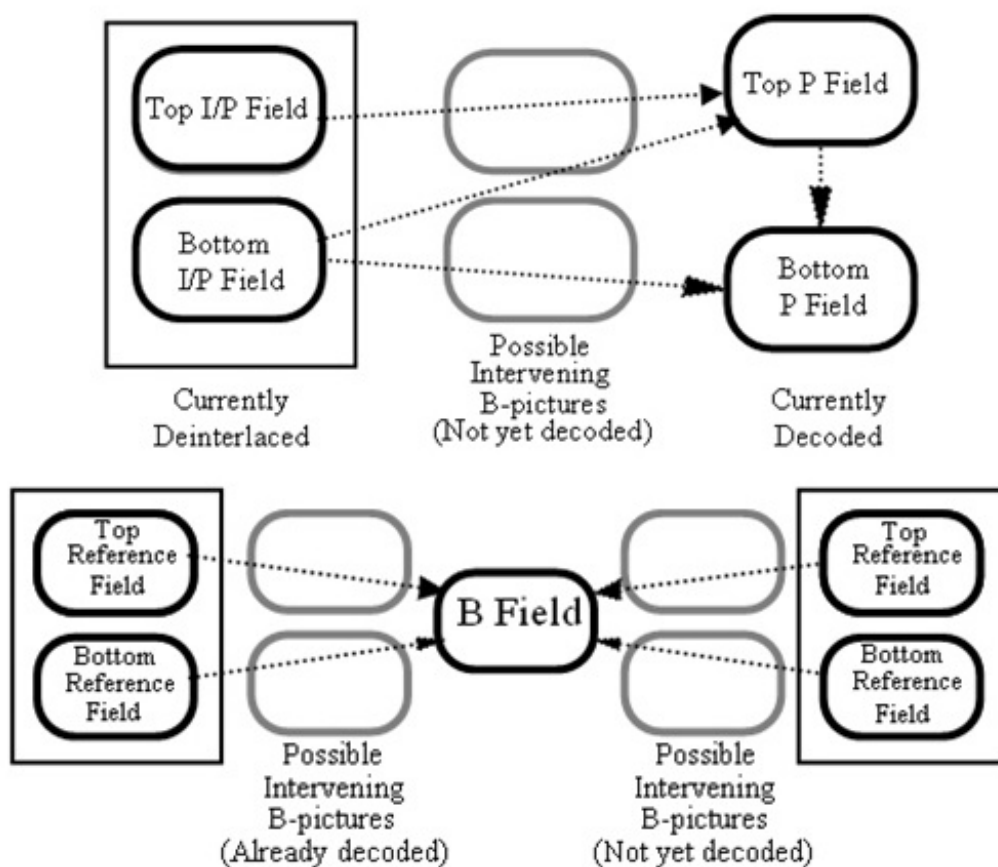 Top I/P Field
Bottom
I/P Field
Currently
Deinterlaced
Possible
Intervening
B-pictures
(Not yet decoded)
Top P Field
Bottom
P Field
Currently
Decoded
Top
Reference
Field
Bottom
Reference
Field
Possible
Intervening
B-pictures
(Already decoded)
B Field
Possible
Intervening
B-pictures
(Not yet decoded)
Top
Reference
Field
Bottom
Reference
Field